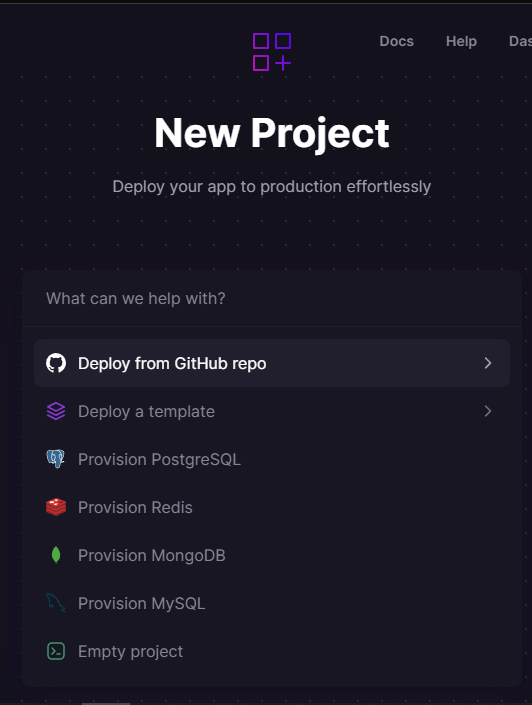 Docs Help Das
New Project
Deploy your app to production effortlessly
What can we help with?
Deploy from GitHub repo
Deploy a template
Provision PostgreSQL
Provision Redis
Provision MongoDB
Provision MySQL
Empty project